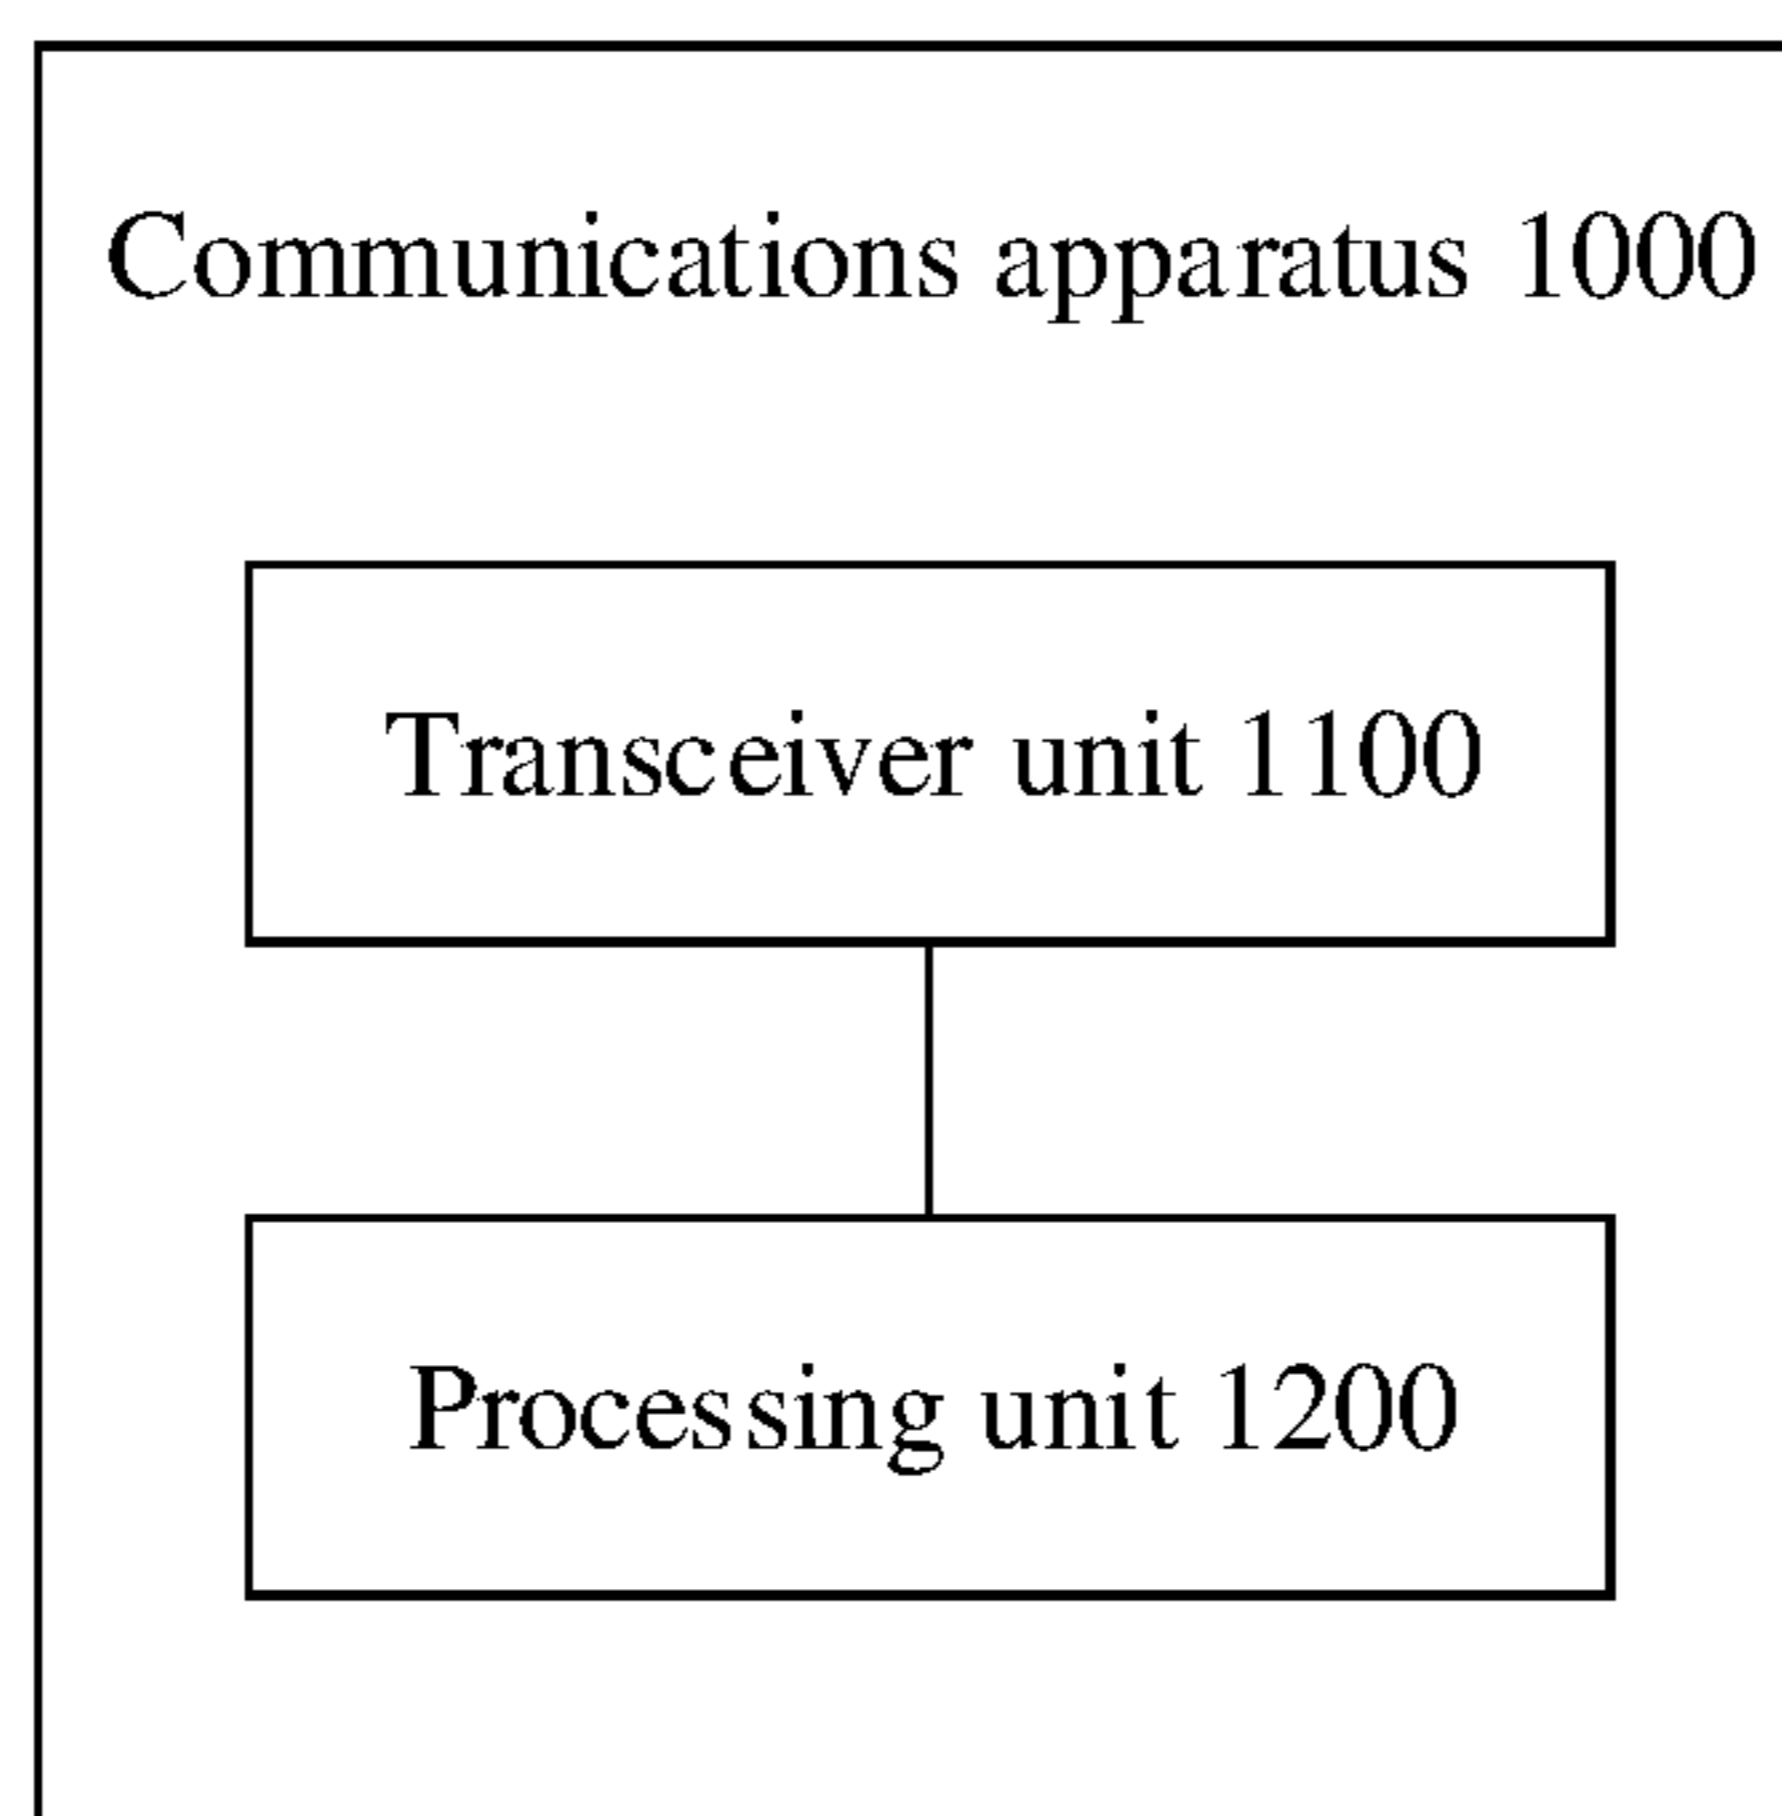 Communications apparatus 1000
Transceiver unit 1100
Processing unit 1200